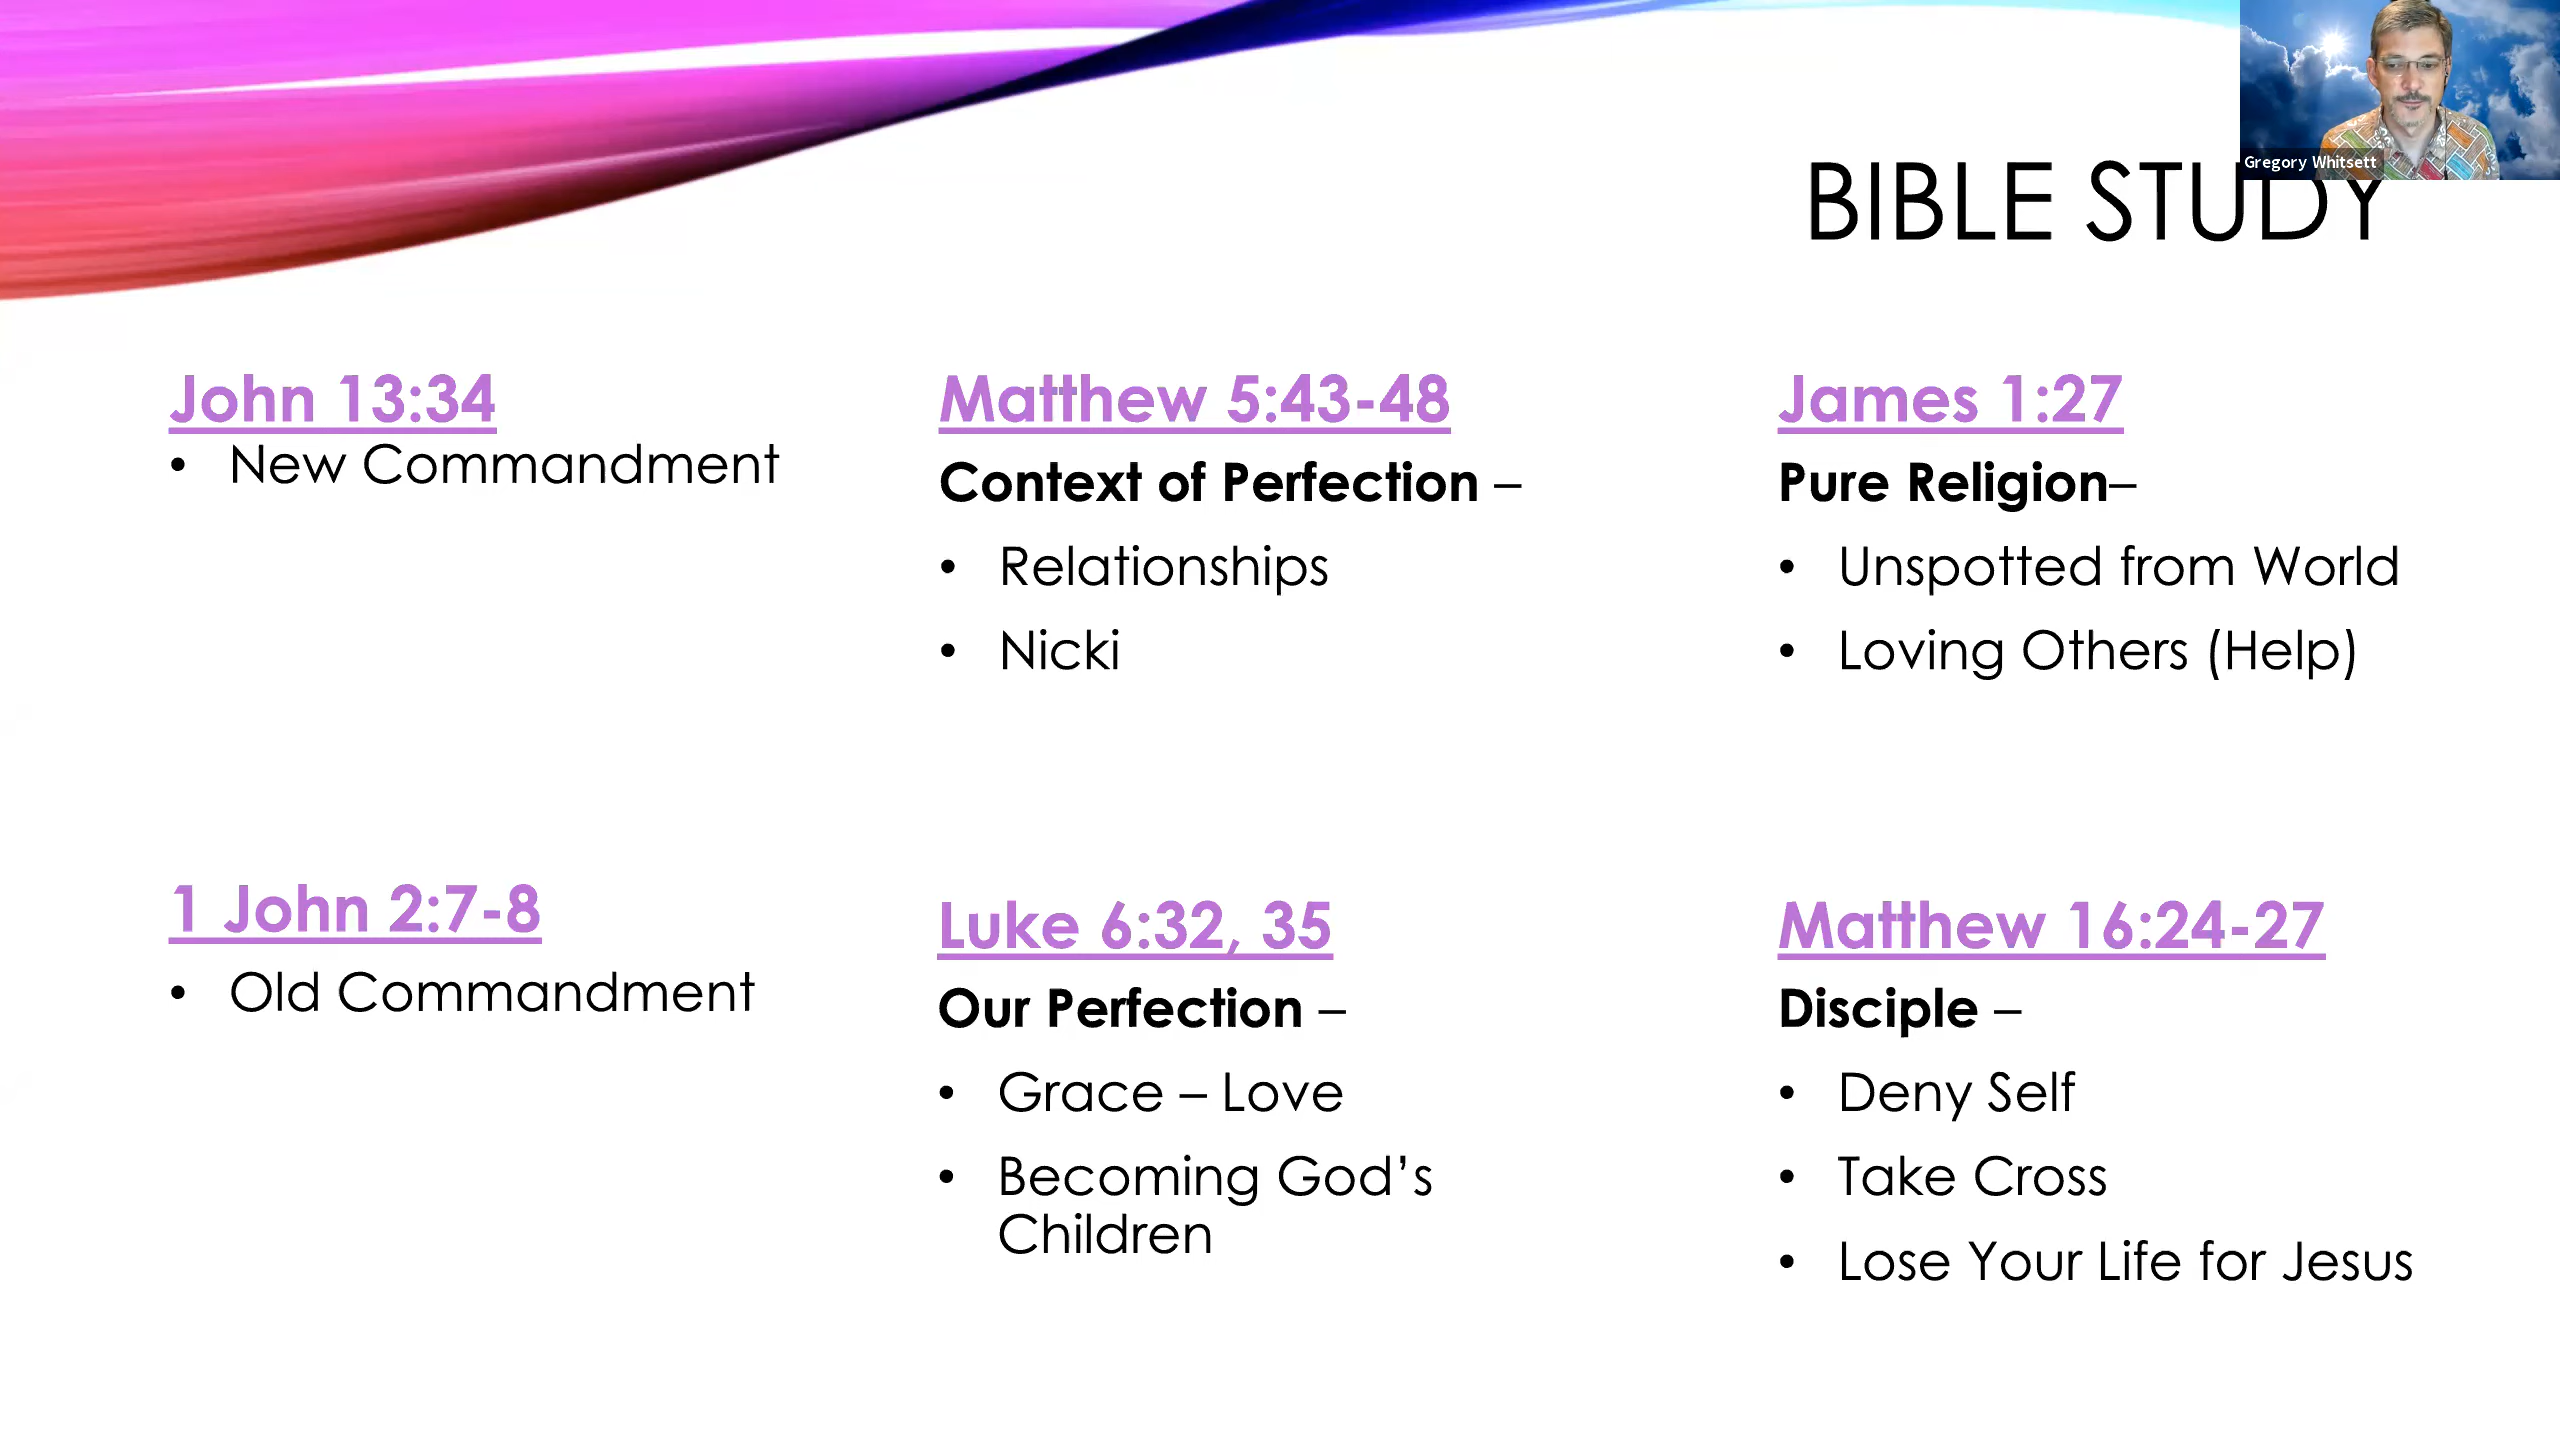 Gregory Whitsett
BIBLE STUDY
John 13:34
• New Commandment
1 John 2:7-8
• Old Commandment
Matthew 5:43-48
Context of Perfection –
• Relationships
• Nicki
Luke 6:32, 35
Our Perfection –
• Grace – Love
• Becoming God’s
Children
James 1:27
Pure Religion–
• Unspotted from World
• Loving Others (Help)
Matthew 16:24-27
Disciple –
• Deny Self
• Take Cross
• Lose Your Life for Jesus